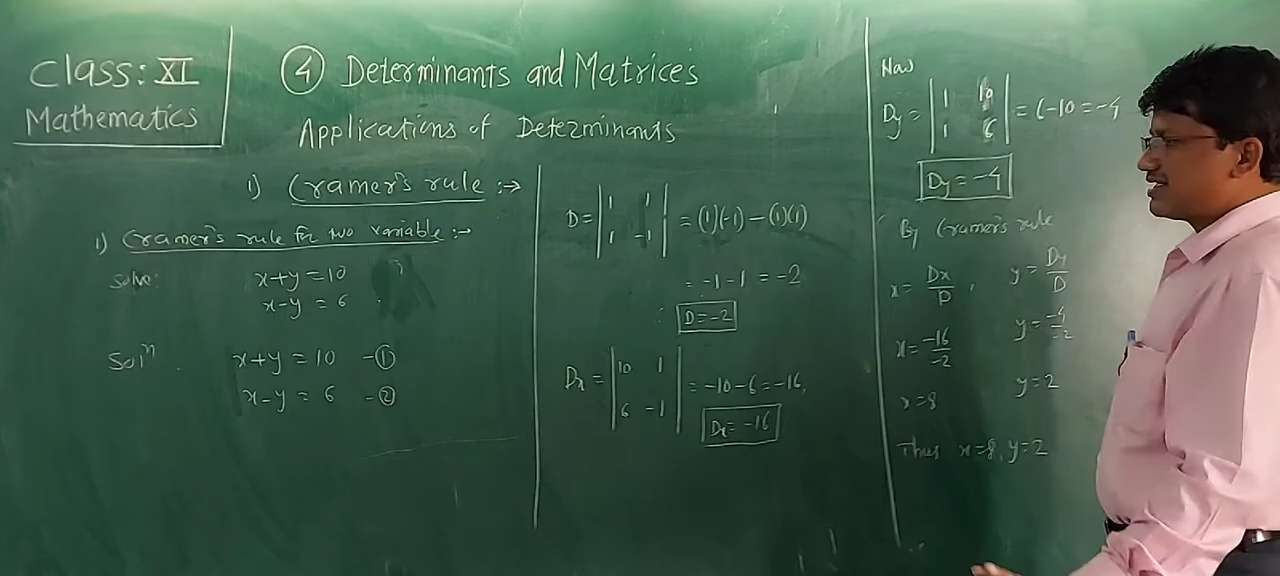 Class: XI
Mathematics
④ Determinants and Matrices
Applications of Determinants
1) Cramer's rule :→
1) Cramer's rule for two variable :→
Solve: x+y=10
x-y=6
Solⁿ. x+y=10 -①
x-y=6 -②
D= |1 1|
|1 -1| = (1)(-1)-(1)(1)
= -1-1 = -2
D=-2
Dx = |10 1|
|6 -1| = -10-6=-16,
Dx=-16
Now
Dy = |1 10|
|1 6| = 6-10=-4
Dy=-4
By Cramer's rule
x= Dx/D , y= Dy/D
x= -16/-2 y= -4/-2
x=8 y=2
Thus x=8, y=2